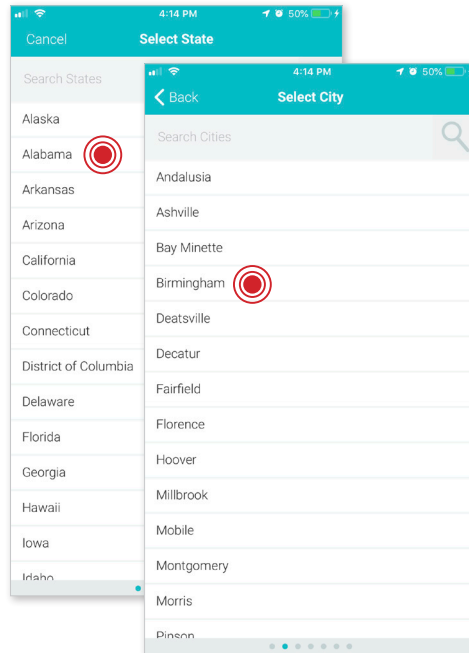 4:14 PM
50%
Cancel
Select State
Search States
Alaska
Alabama
Arkansas
Arizona
California
Colorado
Connecticut
District of Columbia
Delaware
Florida
Georgia
Hawaii
Iowa
Idaho
4:14 PM
50%
Back
Select City
Search Cities
Andalusia
Ashville
Bay Minette
Birmingham
Deatsville
Decatur
Fairfield
Florence
Hoover
Millbrook
Mobile
Montgomery
Morris
Pinson